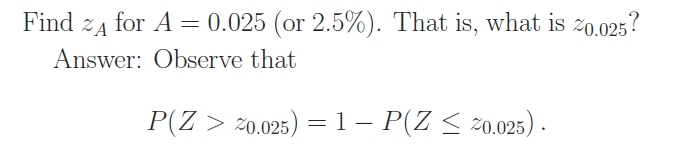 Find z_A for A = 0.025 (or 2.5%). That is, what is z_{0.025}?
Answer: Observe that
P(Z > z_{0.025}) = 1 − P(Z ≤ z_{0.025}) .